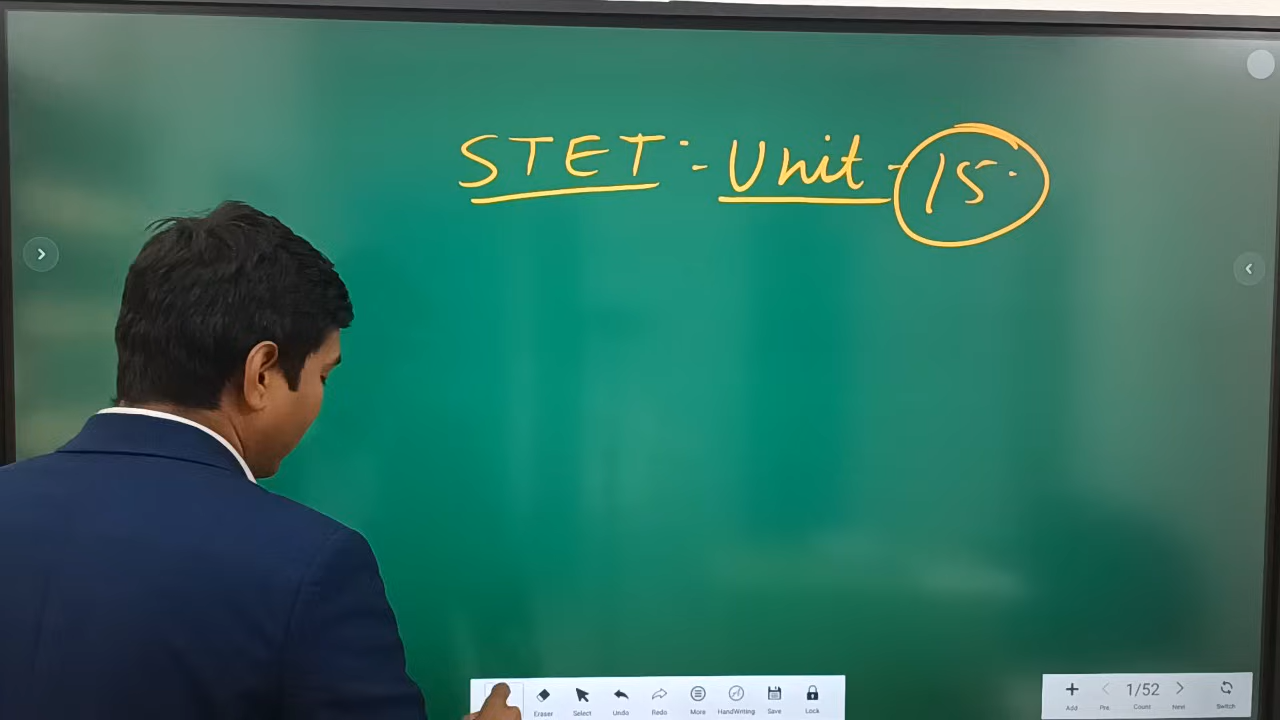 STET :- Unit - 15.
Eraser Select Undo Redo More HandWriting Save Lock
1/52
Add Pre Count Next Switch